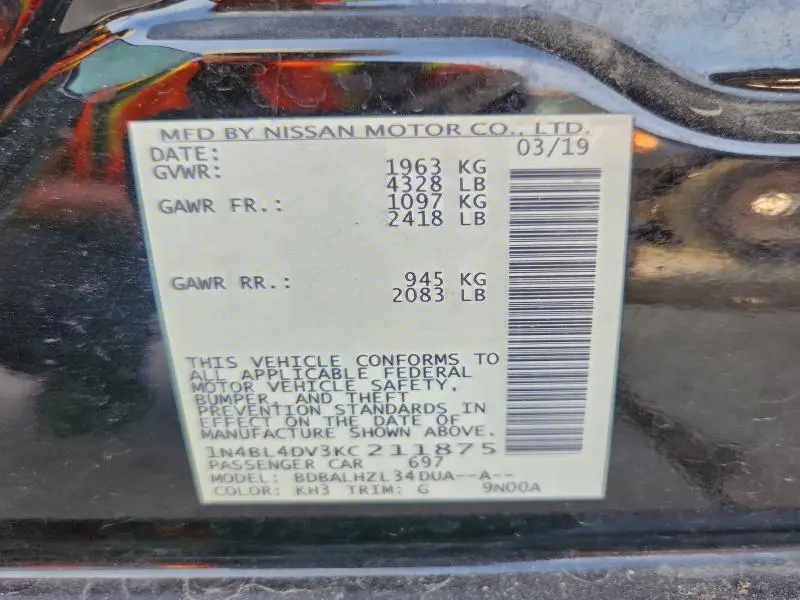 MFD BY NISSAN MOTOR CO., LTD.
DATE: 03/19
GVWR: 1963 KG
4328 LB
GAWR FR.: 1097 KG
2418 LB
GAWR RR.: 945 KG
2083 LB
THIS VEHICLE CONFORMS TO
ALL APPLICABLE FEDERAL
MOTOR VEHICLE SAFETY,
BUMPER, AND THEFT
PREVENTION STANDARDS IN
EFFECT ON THE DATE OF
MANUFACTURE SHOWN ABOVE.
1N4BL4DV3KC211875
PASSENGER CAR 697
MODEL: BDBALHZL34DUA--A--
COLOR: KH3 TRIM: G 9N00A